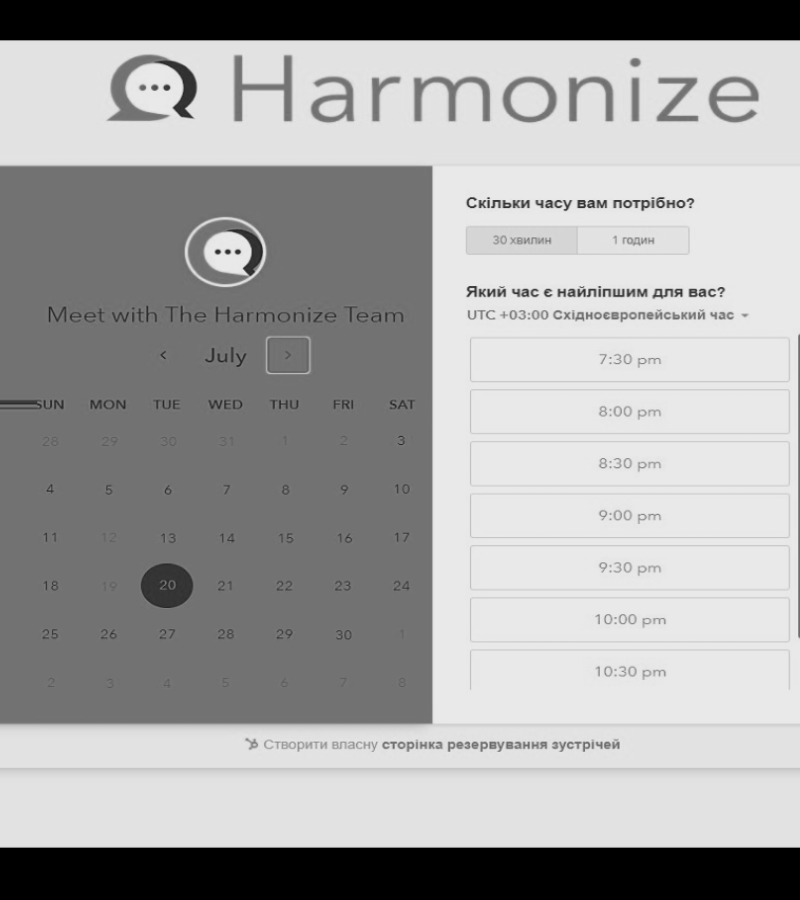 Harmonize
Meet with The Harmonize Team
< July >
SUN MON TUE WED THU FRI SAT
28 29 30 31 1 2 3
4 5 6 7 8 9 10
11 12 13 14 15 16 17
18 19 20 21 22 23 24
25 26 27 28 29 30 1
2 3 4 5 6 7 8
Скільки часу вам потрібно?
30 хвилин 1 годин
Який час є найліпшим для вас?
UTC +03:00 Східноєвропейський час
7:30 pm
8:00 pm
8:30 pm
9:00 pm
9:30 pm
10:00 pm
10:30 pm
Створити власну сторінка резервування зустрічей